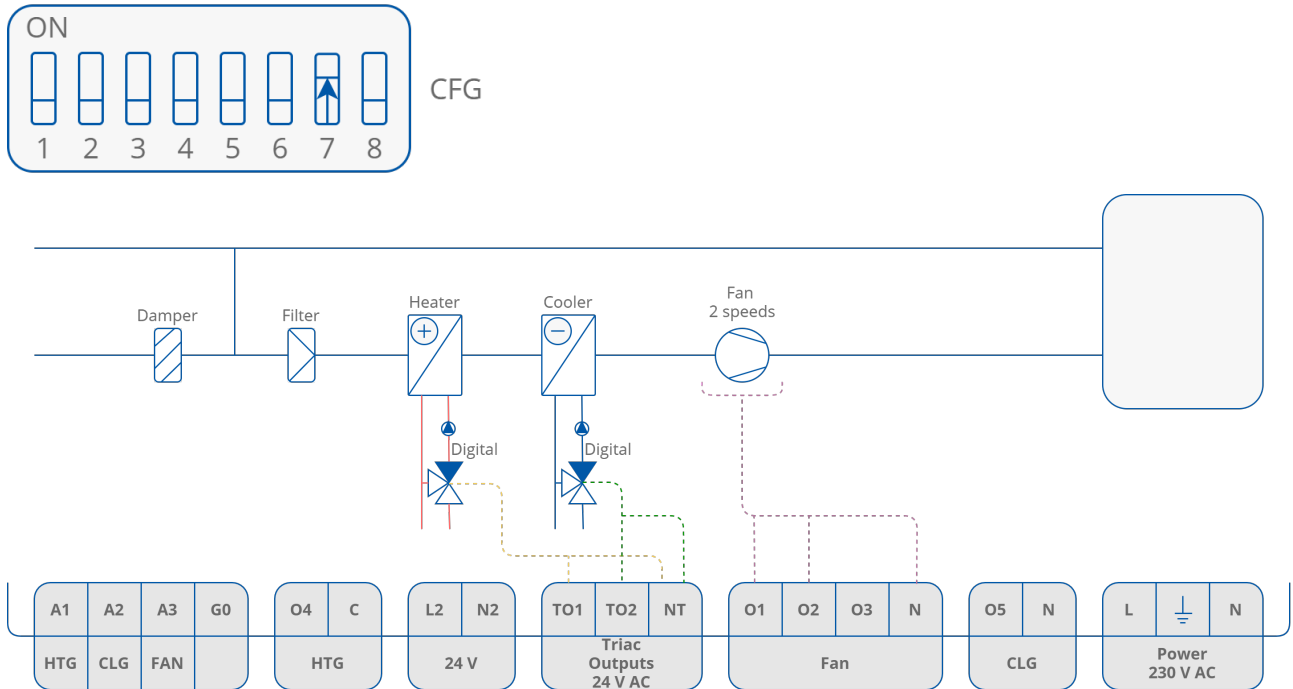 ON
CFG
1 2 3 4 5 6 7 8
Fan
2 speeds
Damper
Filter
Heater
Cooler
Digital
Digital
A1 A2 A3 G0
O4 C
L2 N2
TO1 TO2 NT
O1 O2 O3 N
O5 N
L N
HTG CLG FAN
HTG
24 V
Triac
Outputs
24 V AC
Fan
CLG
Power
230 V AC